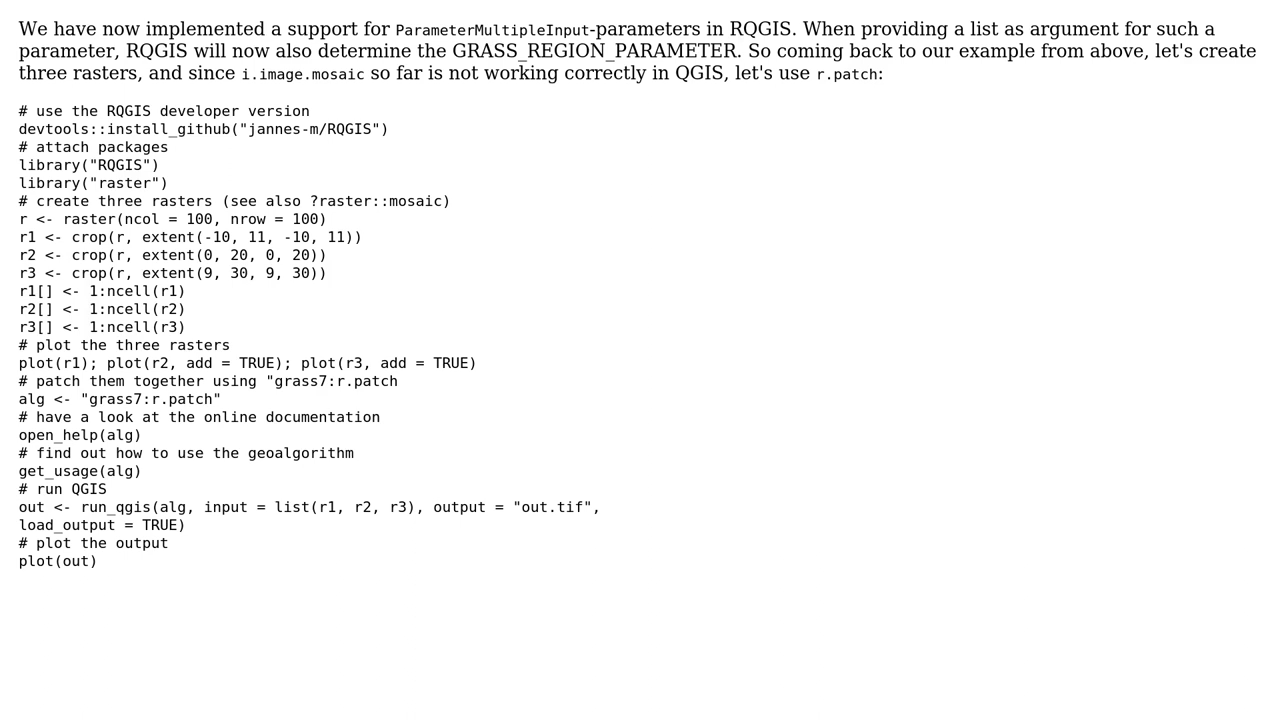 We have now implemented a support for ParameterMultipleInput-parameters in RQGIS. When providing a list as argument for such a
parameter, RQGIS will now also determine the GRASS_REGION_PARAMETER. So coming back to our example from above, let's create
three rasters, and since i.image.mosaic so far is not working correctly in QGIS, let's use r.patch:
# use the RQGIS developer version
devtools::install_github("jannes-m/RQGIS")
# attach packages
library("RQGIS")
library("raster")
# create three rasters (see also ?raster::mosaic)
r <- raster(ncol = 100, nrow = 100)
r1 <- crop(r, extent(-10, 11, -10, 11))
r2 <- crop(r, extent(0, 20, 0, 20))
r3 <- crop(r, extent(9, 30, 9, 30))
r1[] <- 1:ncell(r1)
r2[] <- 1:ncell(r2)
r3[] <- 1:ncell(r3)
# plot the three rasters
plot(r1); plot(r2, add = TRUE); plot(r3, add = TRUE)
# patch them together using "grass7:r.patch
alg <- "grass7:r.patch"
# have a look at the online documentation
open_help(alg)
# find out how to use the geoalgorithm
get_usage(alg)
# run QGIS
out <- run_qgis(alg, input = list(r1, r2, r3), output = "out.tif",
load_output = TRUE)
# plot the output
plot(out)